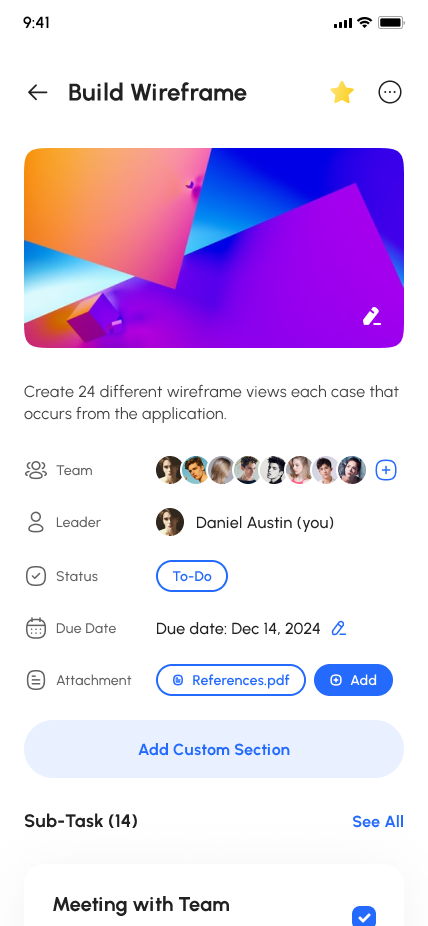 9:41
Build Wireframe
Create 24 different wireframe views each case that
occurs from the application.
Team
Leader
Daniel Austin (you)
Status
To-Do
Due Date
Due date: Dec 14, 2024
Attachment
References.pdf
Add
Add Custom Section
Sub-Task (14)
See All
Meeting with Team